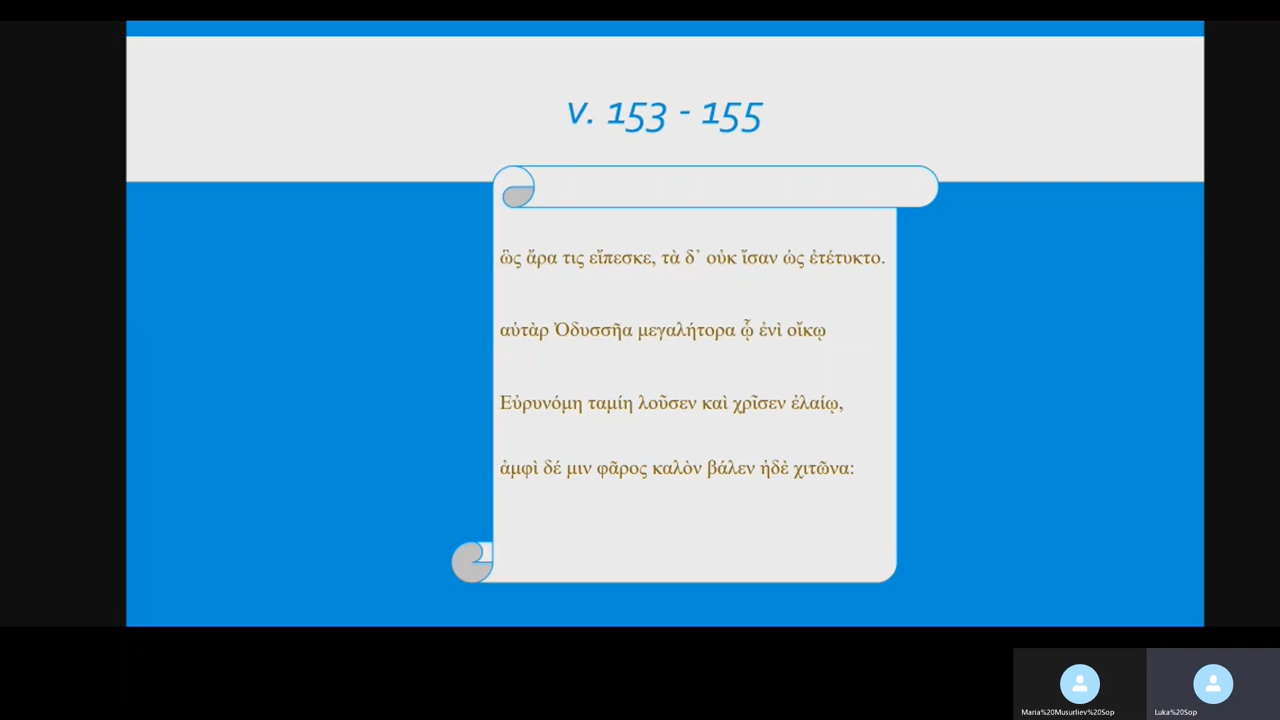 v. 153 - 155
ὣς ἄρα τις εἴπεσκε, τὰ δ᾽ οὐκ ἴσαν ὡς ἐτέτυκτο.
αὐτὰρ Ὀδυσσῆα μεγαλήτορα ᾧ ἐνὶ οἴκῳ
Εὐρυνόμη ταμίη λοῦσεν καὶ χρῖσεν ἐλαίῳ,
ἀμφὶ δέ μιν φᾶρος καλὸν βάλεν ἠδὲ χιτῶνα:
Maria%20Musurliev%20Sop
Luka%20Sop